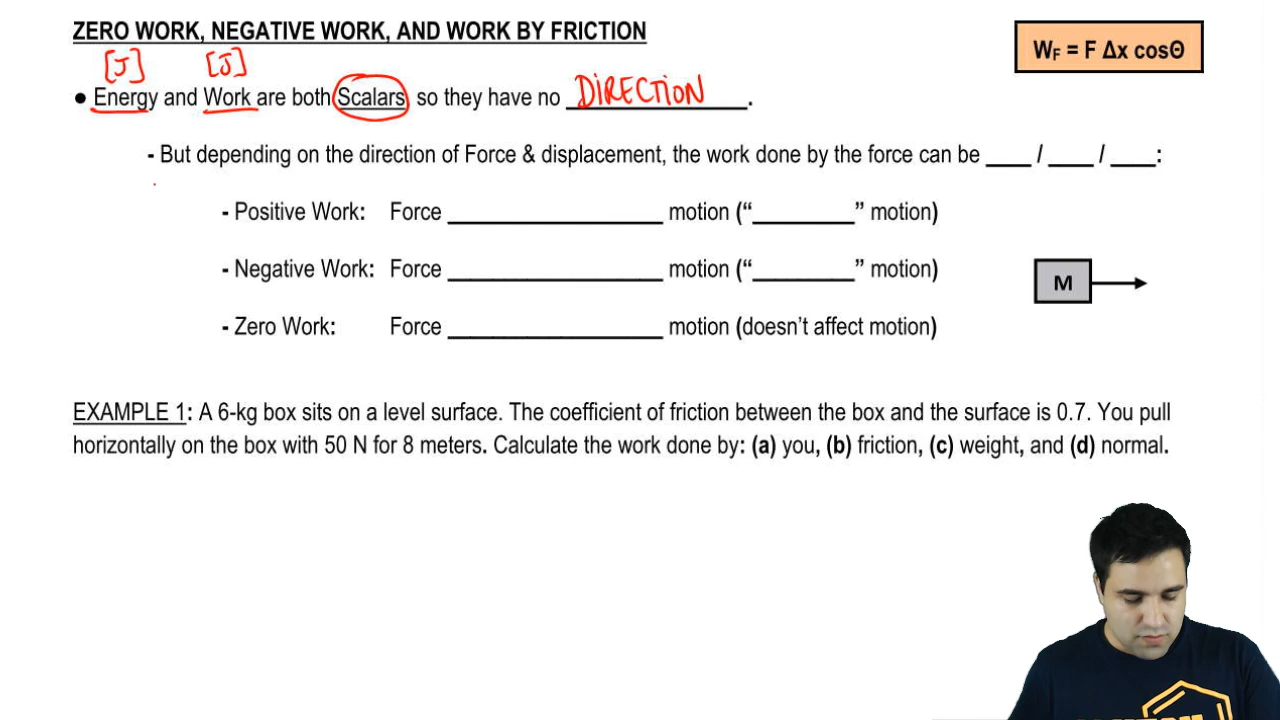 ZERO WORK, NEGATIVE WORK, AND WORK BY FRICTION
W_F = F Δx cosΘ
[J] [J]
● Energy and Work are both Scalars so they have no DIRECTION.
- But depending on the direction of Force & displacement, the work done by the force can be ____ / ____ / ____:
- Positive Work: Force _________________ motion (“________” motion)
- Negative Work: Force _________________ motion (“________” motion)
M
- Zero Work: Force _________________ motion (doesn’t affect motion)
EXAMPLE 1: A 6-kg box sits on a level surface. The coefficient of friction between the box and the surface is 0.7. You pull
horizontally on the box with 50 N for 8 meters. Calculate the work done by: (a) you, (b) friction, (c) weight, and (d) normal.